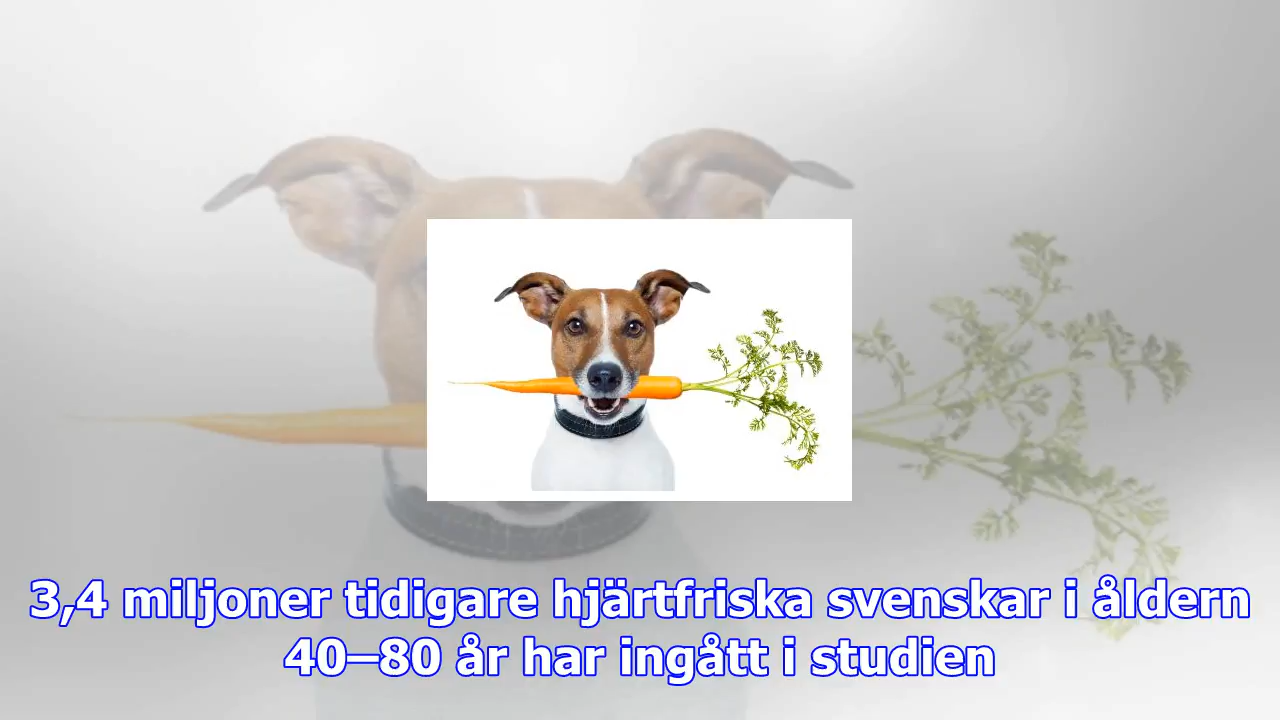 3,4 miljoner tidigare hjärtfriska svenskar i åldern
40–80 år har ingått i studien